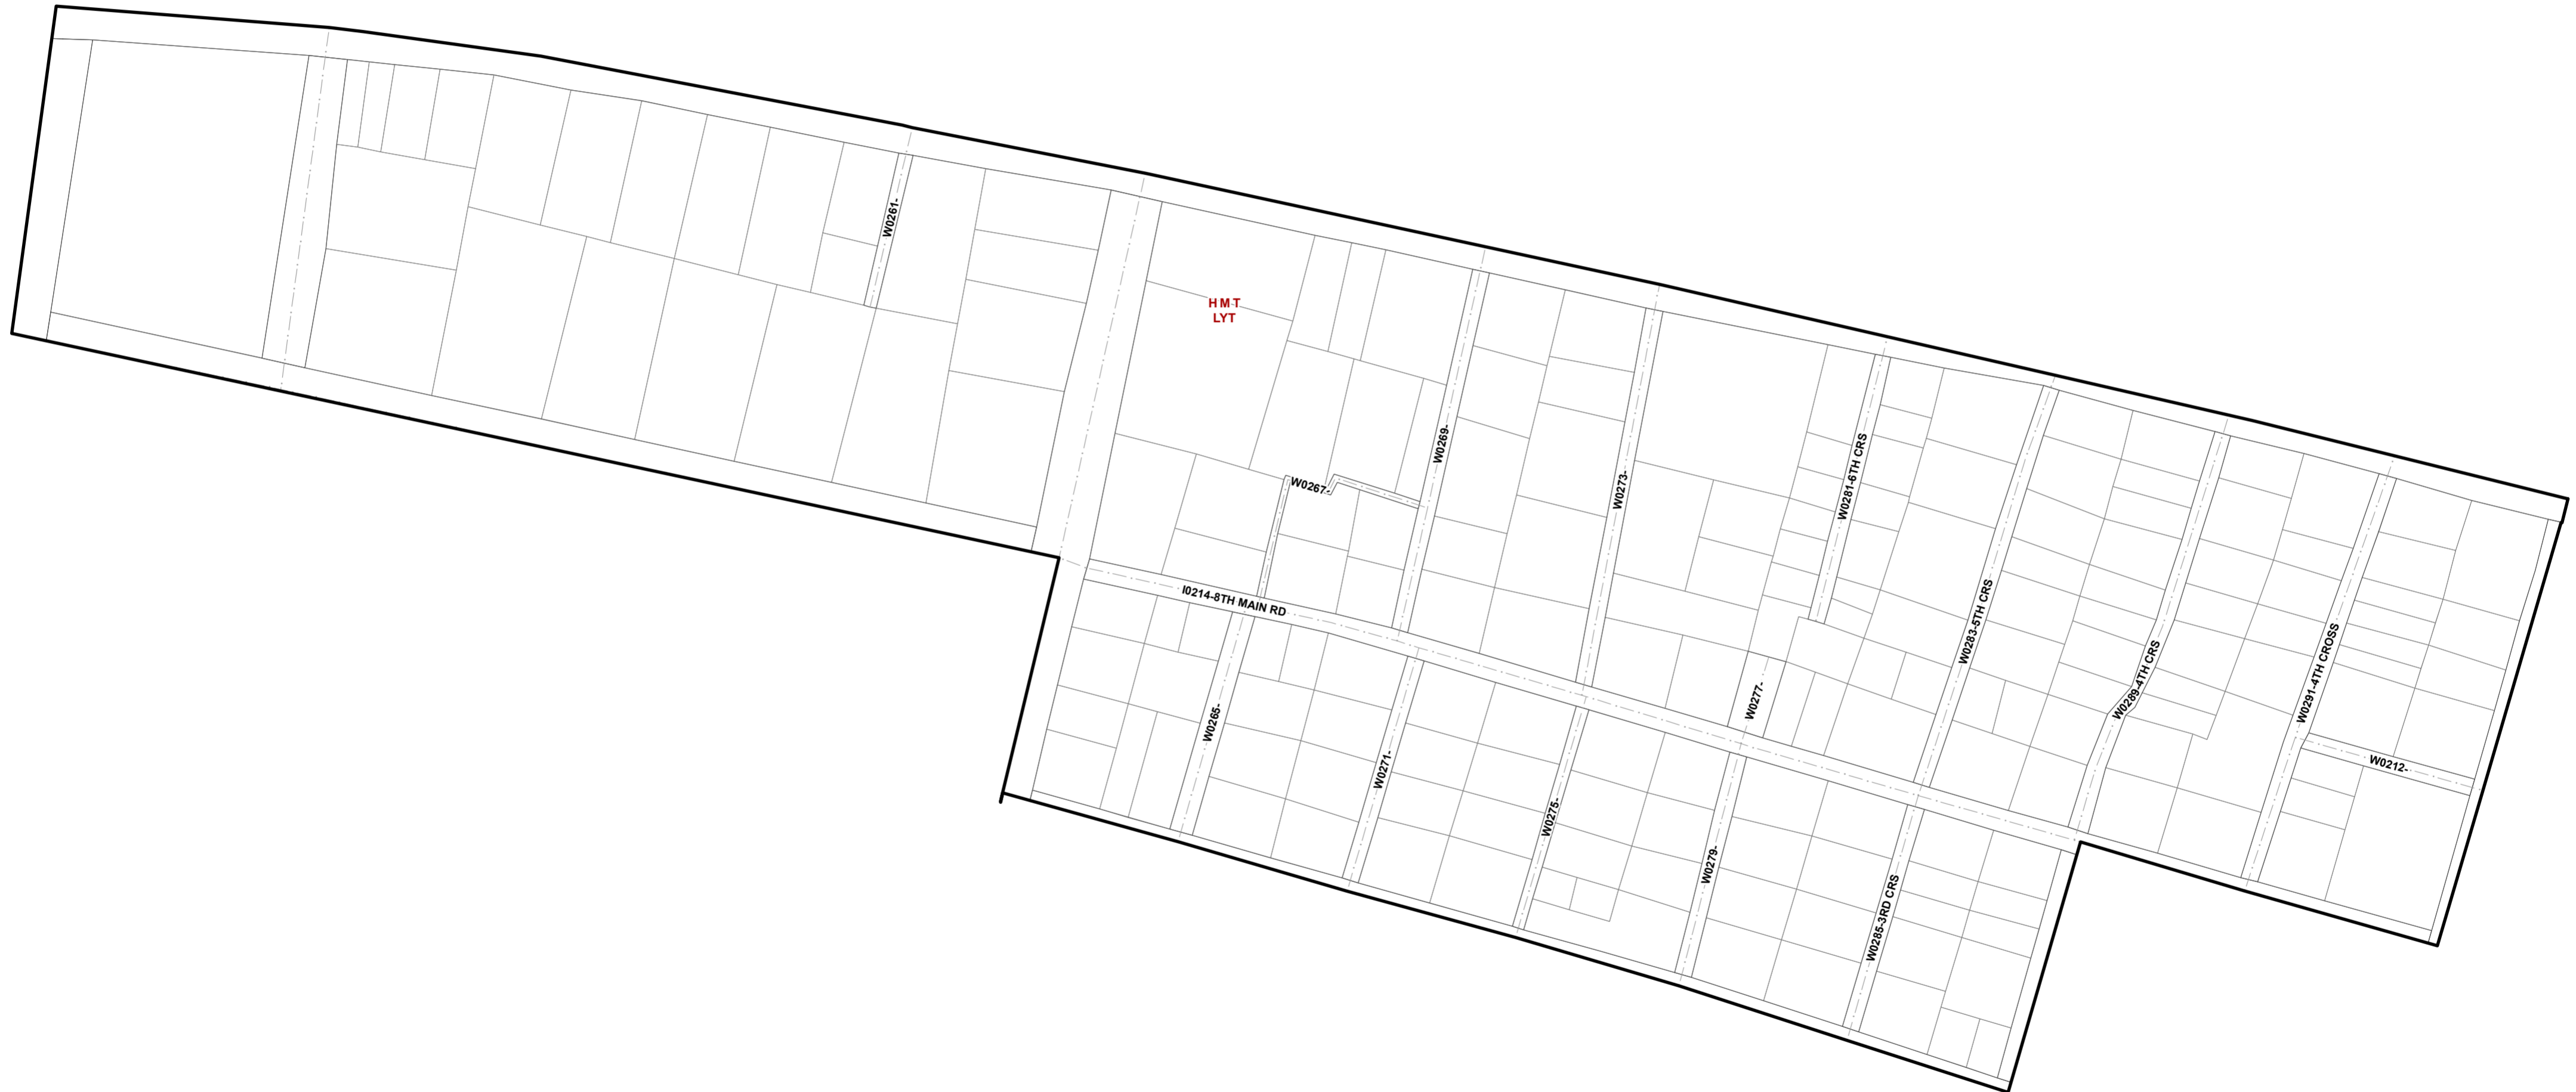 W0261-
H M T
LYT
W0267-
W0269-
W0273-
W0281-6TH CRS
W0283-5TH CRS
W0289-4TH CRS
W0291-4TH CROSS
I0214-8TH MAIN RD
W0265-
W0271-
W0275-
W0277-
W0279-
W0285-3RD CRS
W0212-